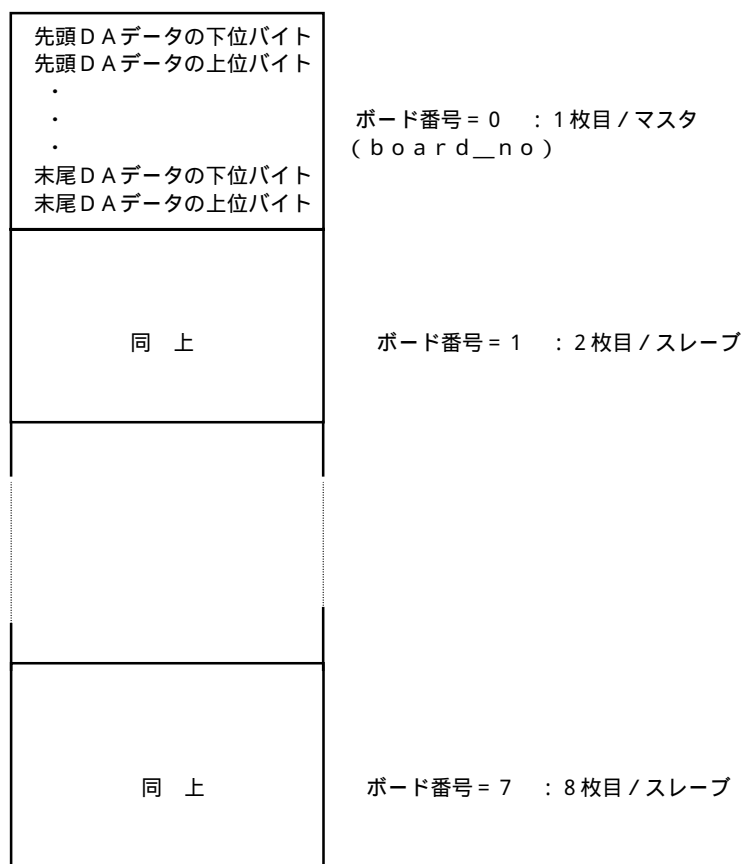 先頭ＤＡデータの下位バイト
先頭ＤＡデータの上位バイト
・
・
・
末尾ＤＡデータの下位バイト
末尾ＤＡデータの上位バイト
ボード番号 = 0　: 1枚目 / マスタ
(ｂｏａｒｄ＿ｎｏ)
同　上
ボード番号 = 1　: 2枚目 / スレーブ
同　上
ボード番号 = 7　: 8枚目 / スレーブ